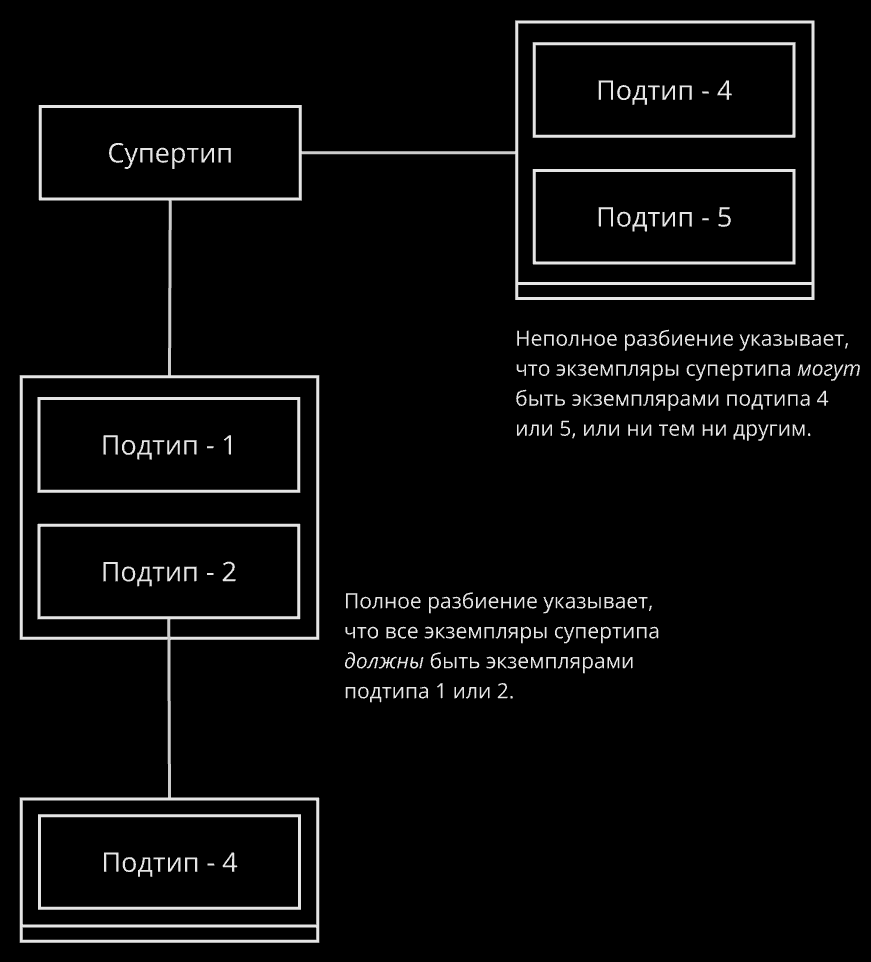 Супертип
Подтип - 4
Подтип - 5
Неполное разбиение указывает,
что экземпляры супертипа могут
быть экземплярами подтипа 4
или 5, или ни тем ни другим.
Подтип - 1
Подтип - 2
Полное разбиение указывает,
что все экземпляры супертипа
должны быть экземплярами
подтипа 1 или 2.
Подтип - 4